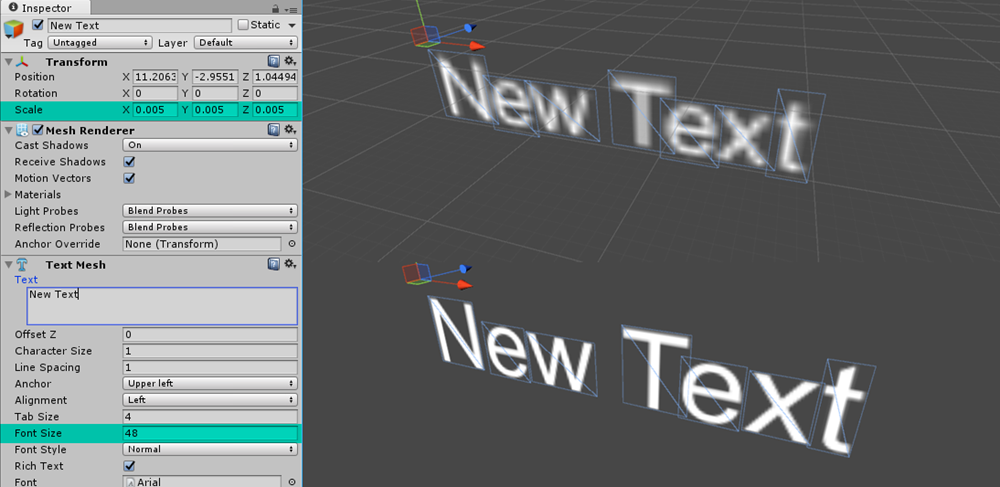 Inspector
New Text Static
Tag Untagged Layer Default
Transform
Position X 11.2063 Y -2.9551 Z 1.04494
Rotation X 0 Y 0 Z 0
Scale X 0.005 Y 0.005 Z 0.005
Mesh Renderer
Cast Shadows On
Receive Shadows
Motion Vectors
Materials
Light Probes Blend Probes
Reflection Probes Blend Probes
Anchor Override None (Transform)
Text Mesh
Text
New Text
Offset Z 0
Character Size 1
Line Spacing 1
Anchor Upper left
Alignment Left
Tab Size 4
Font Size 48
Font Style Normal
Rich Text
Font Arial
New Text
New Text